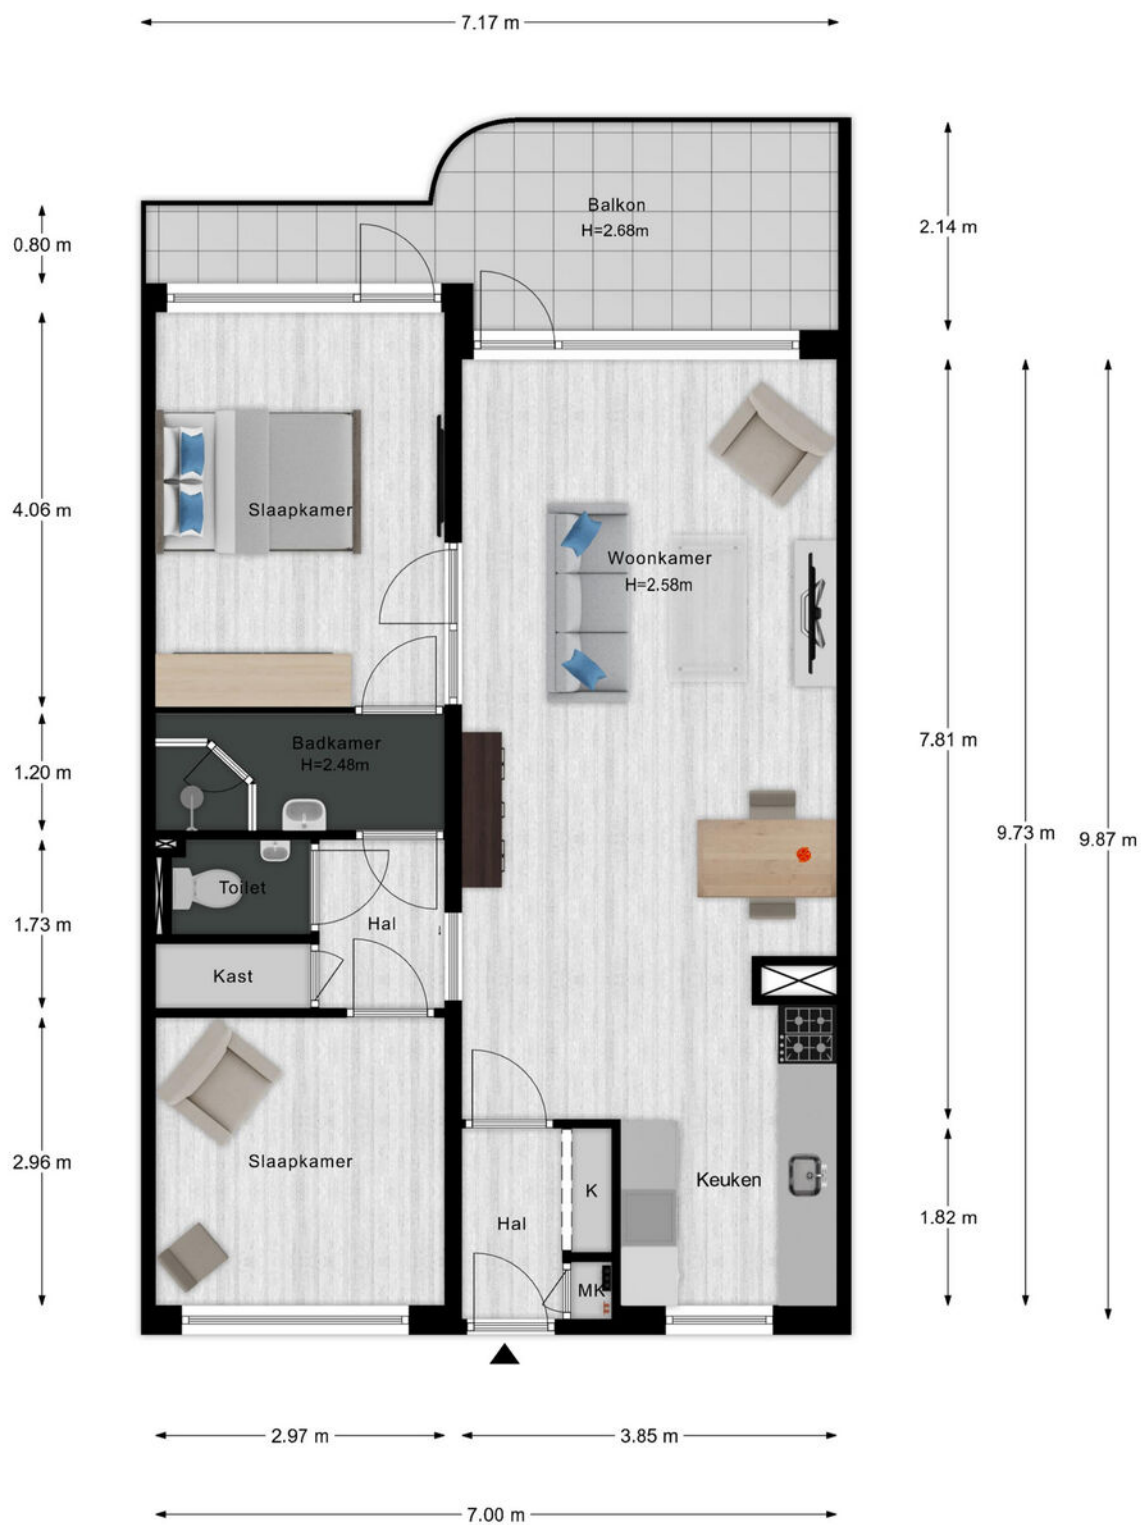 7.17 m
Balkon
H=2.68m
0.80 m
2.14 m
Slaapkamer
4.06 m
Woonkamer
H=2.58m
Badkamer
H=2.48m
7.81 m
1.20 m
9.73 m
9.87 m
Toilet
Hal
1.73 m
Kast
Slaapkamer
2.96 m
Keuken
K
Hal
1.82 m
MK
2.97 m
3.85 m
7.00 m